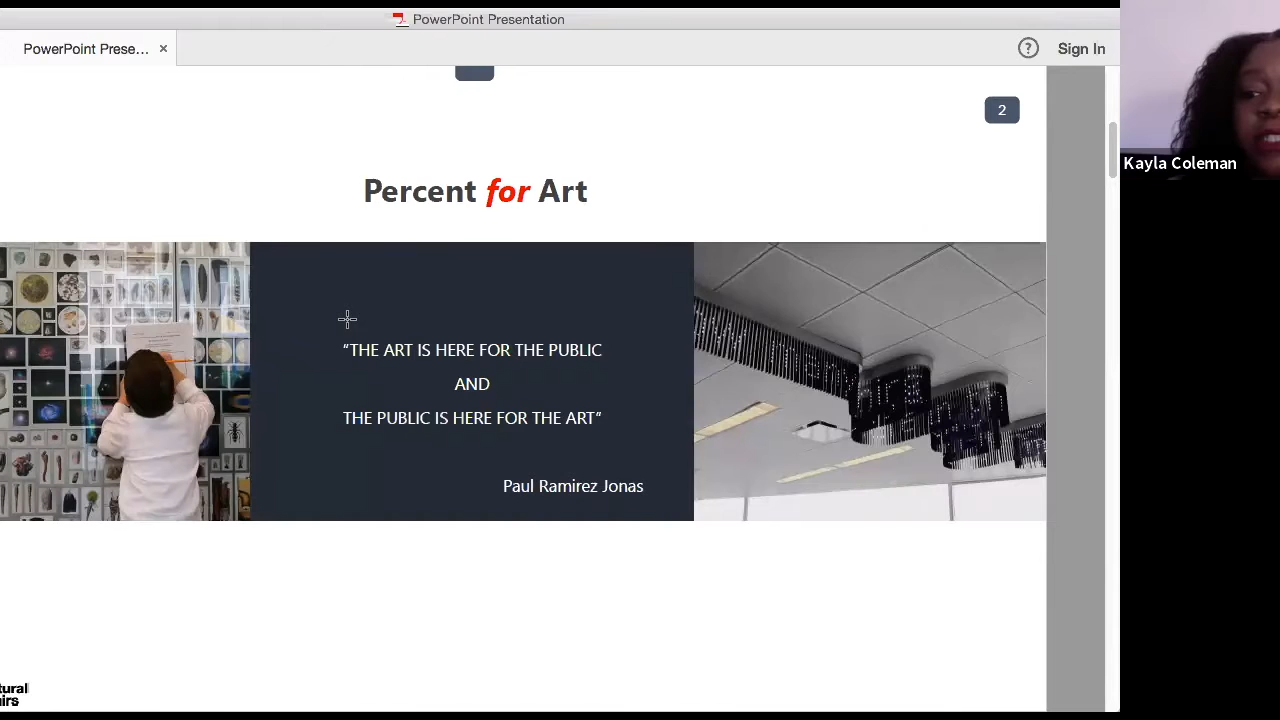 PowerPoint Presentation
PowerPoint Prese...
Sign In
2
Percent for Art
“THE ART IS HERE FOR THE PUBLIC
AND
THE PUBLIC IS HERE FOR THE ART”
Paul Ramirez Jonas
Kayla Coleman
tural